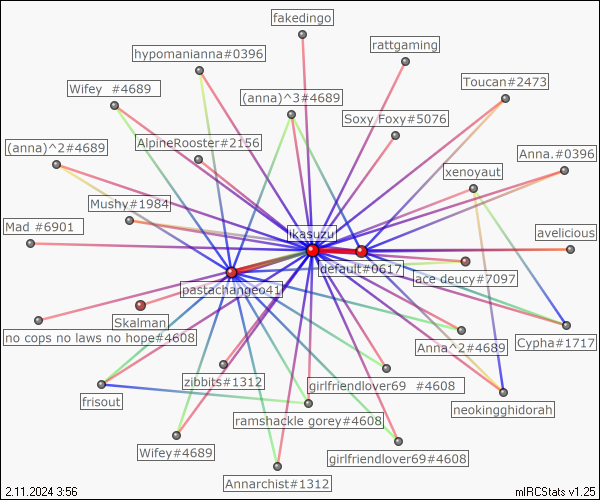 fakedingo
hypomanianna#0396
rattgaming
Wifey  #4689
(anna)^3#4689
Toucan#2473
Soxy Foxy#5076
(anna)^2#4689
AlpineRooster#2156
Anna.#0396
xenoyaut
Mushy#1984
Mad #6901
ikasuzu
avelicious
default#0617
ace deucy#7097
pastachangeo41
Skalman
no cops no laws no hope#4608
Anna^2#4689
Cypha#1717
zibbits#1312
girlfriendlover69  #4608
frisout
neokingghidorah
ramshackle gorey#4608
Wifey#4689
girlfriendlover69#4608
Annarchist#1312
2.11.2024 3:56
mIRCStats v1.25